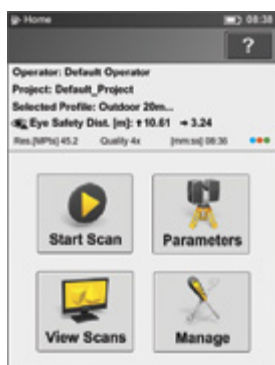 Home 08:38
?
Operator: Default Operator
Project: Default_Project
Selected Profile: Outdoor 20m...
Eye Safety Dist. [m]: 10.61 3.24
Res.[MPts] 45.2 Quality 4x [mm:ss] 08:36
Start Scan Parameters
View Scans Manage